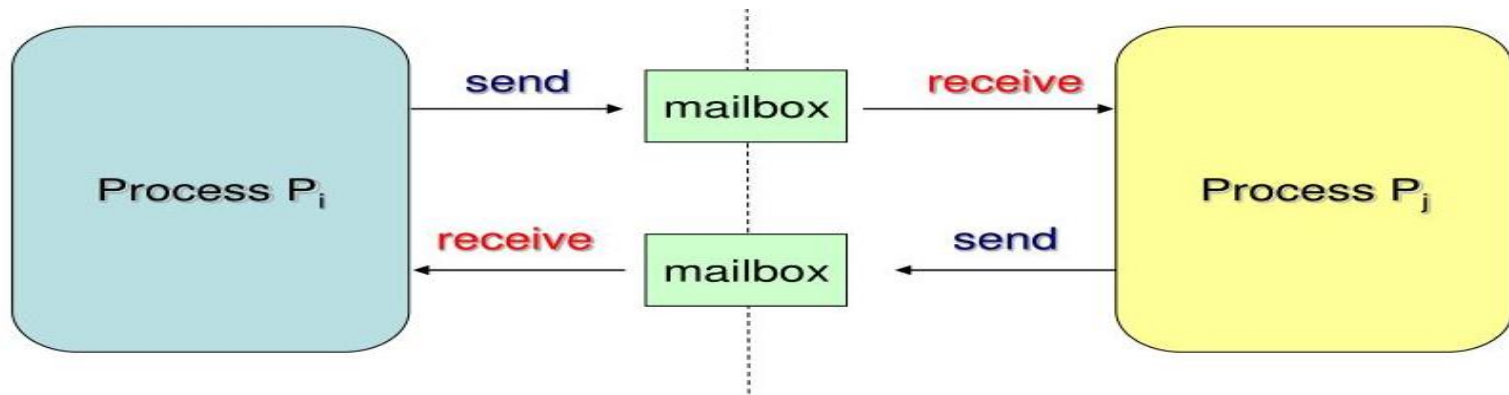 send
mailbox
receive
Process Pi
Process Pj
receive
mailbox
send